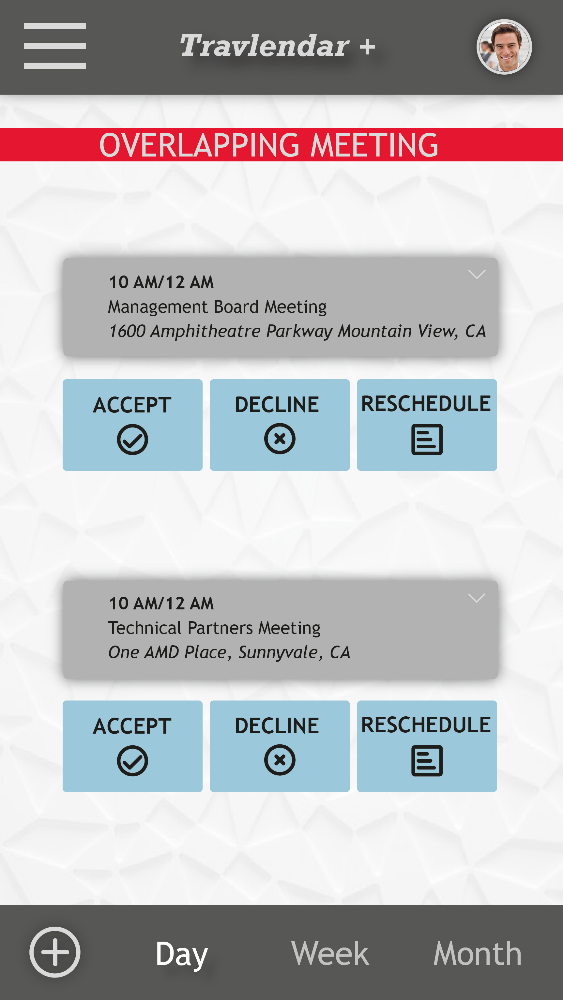 Travlendar +
OVERLAPPING MEETING
10 AM/12 AM
Management Board Meeting
1600 Amphitheatre Parkway Mountain View, CA
ACCEPT DECLINE RESCHEDULE
10 AM/12 AM
Technical Partners Meeting
One AMD Place, Sunnyvale, CA
ACCEPT DECLINE RESCHEDULE
Day Week Month